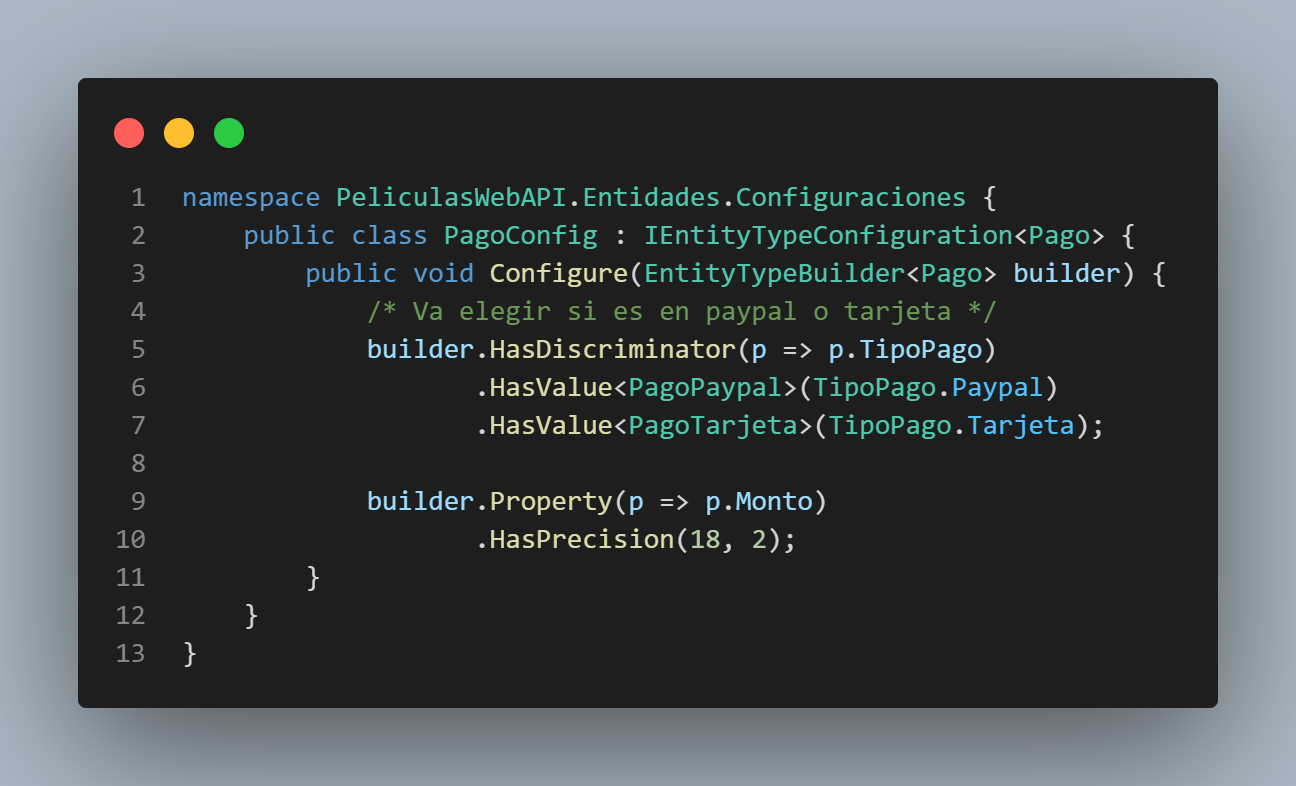 1 namespace PeliculasWebAPI.Entidades.Configuraciones {
2     public class PagoConfig : IEntityTypeConfiguration<Pago> {
3         public void Configure(EntityTypeBuilder<Pago> builder) {
4             /* Va elegir si es en paypal o tarjeta */
5             builder.HasDiscriminator(p => p.TipoPago)
6                    .HasValue<PagoPaypal>(TipoPago.Paypal)
7                    .HasValue<PagoTarjeta>(TipoPago.Tarjeta);
8
9             builder.Property(p => p.Monto)
10                    .HasPrecision(18, 2);
11         }
12     }
13 }